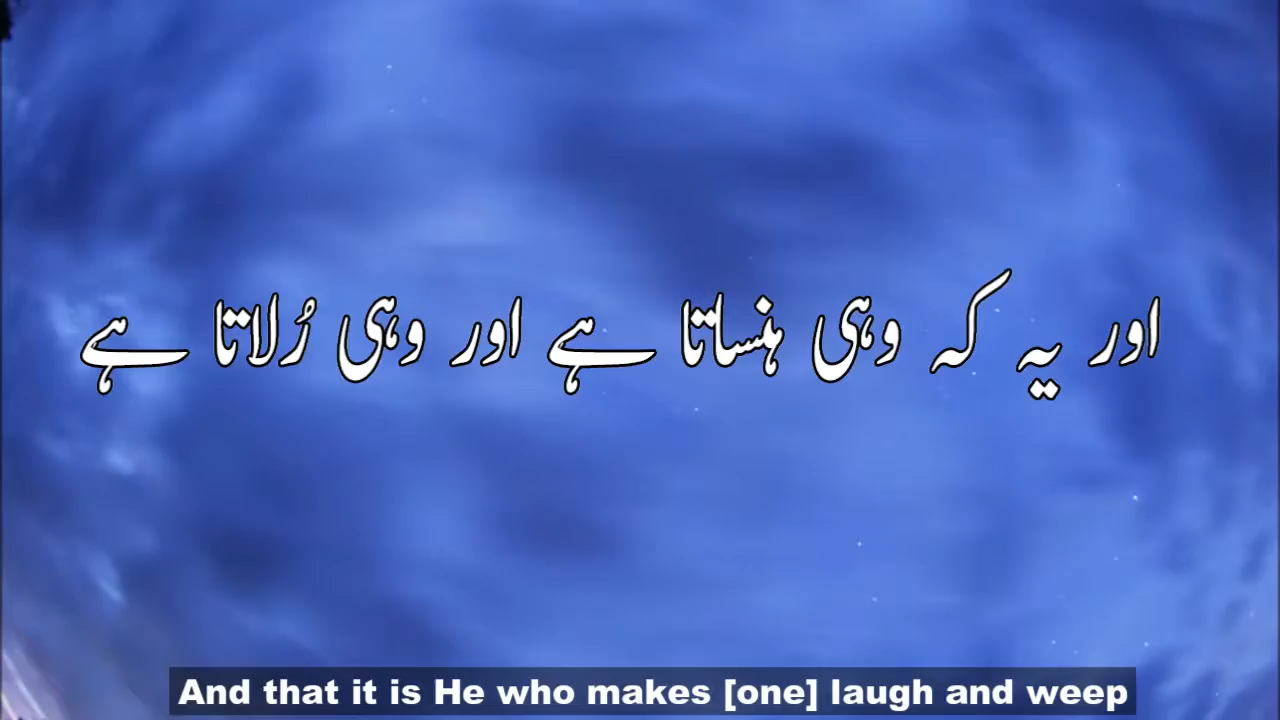 اور یہ کہ وہی ہنساتا ہے اور وہی رُلاتا ہے
And that it is He who makes [one] laugh and weep